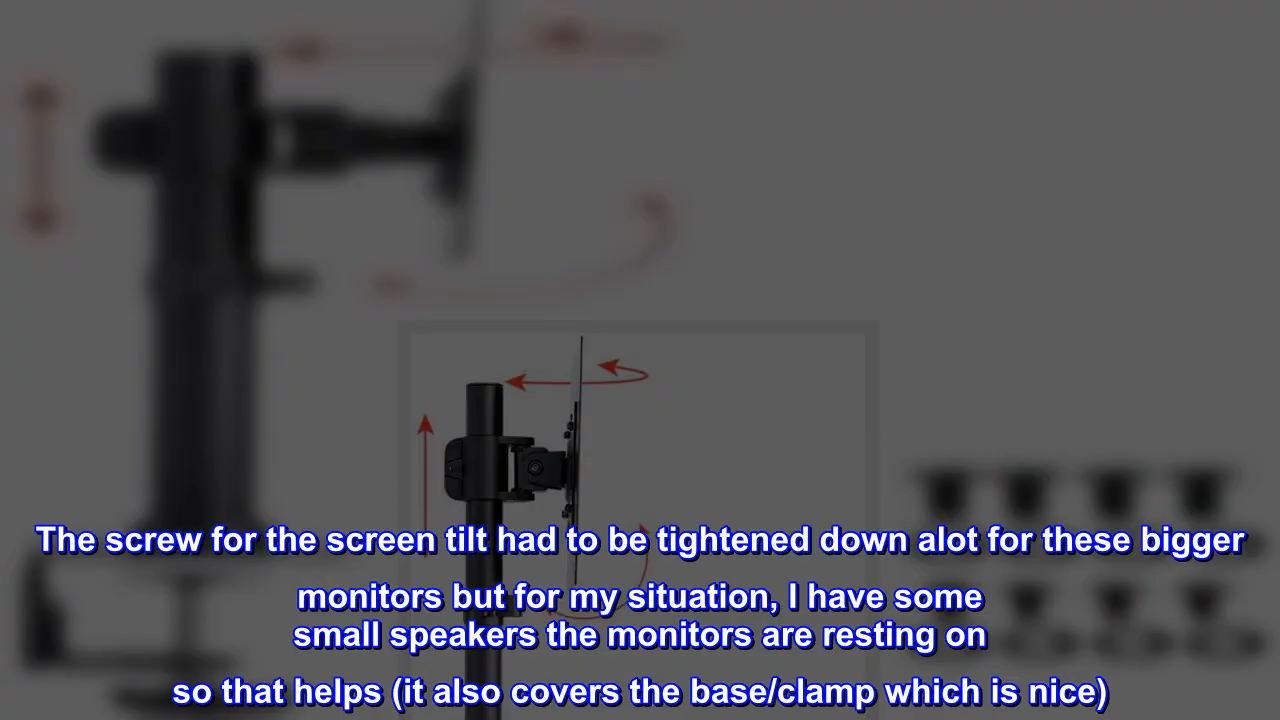 The screw for the screen tilt had to be tightened down alot for these bigger
monitors but for my situation, I have some
small speakers the monitors are resting on
so that helps (it also covers the base/clamp which is nice)